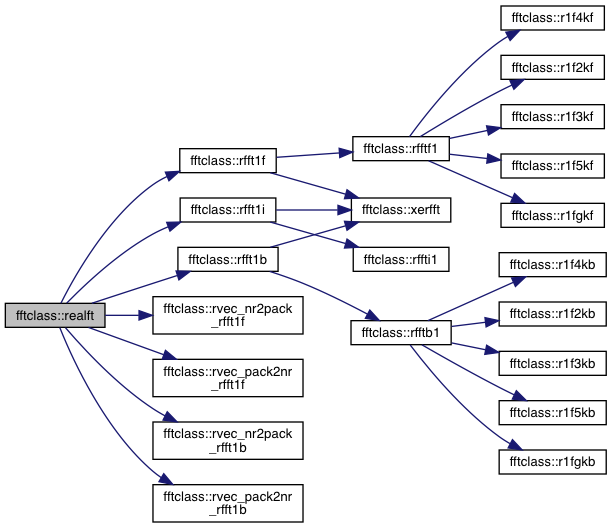 fftclass::realft
fftclass::rfft1f
fftclass::rfft1i
fftclass::rfft1b
fftclass::rvec_nr2pack
_rfft1f
fftclass::rvec_pack2nr
_rfft1f
fftclass::rvec_nr2pack
_rfft1b
fftclass::rvec_pack2nr
_rfft1b
fftclass::rfftf1
fftclass::xerfft
fftclass::rffti1
fftclass::rfftb1
fftclass::r1f4kf
fftclass::r1f2kf
fftclass::r1f3kf
fftclass::r1f5kf
fftclass::r1fgkf
fftclass::r1f4kb
fftclass::r1f2kb
fftclass::r1f3kb
fftclass::r1f5kb
fftclass::r1fgkb